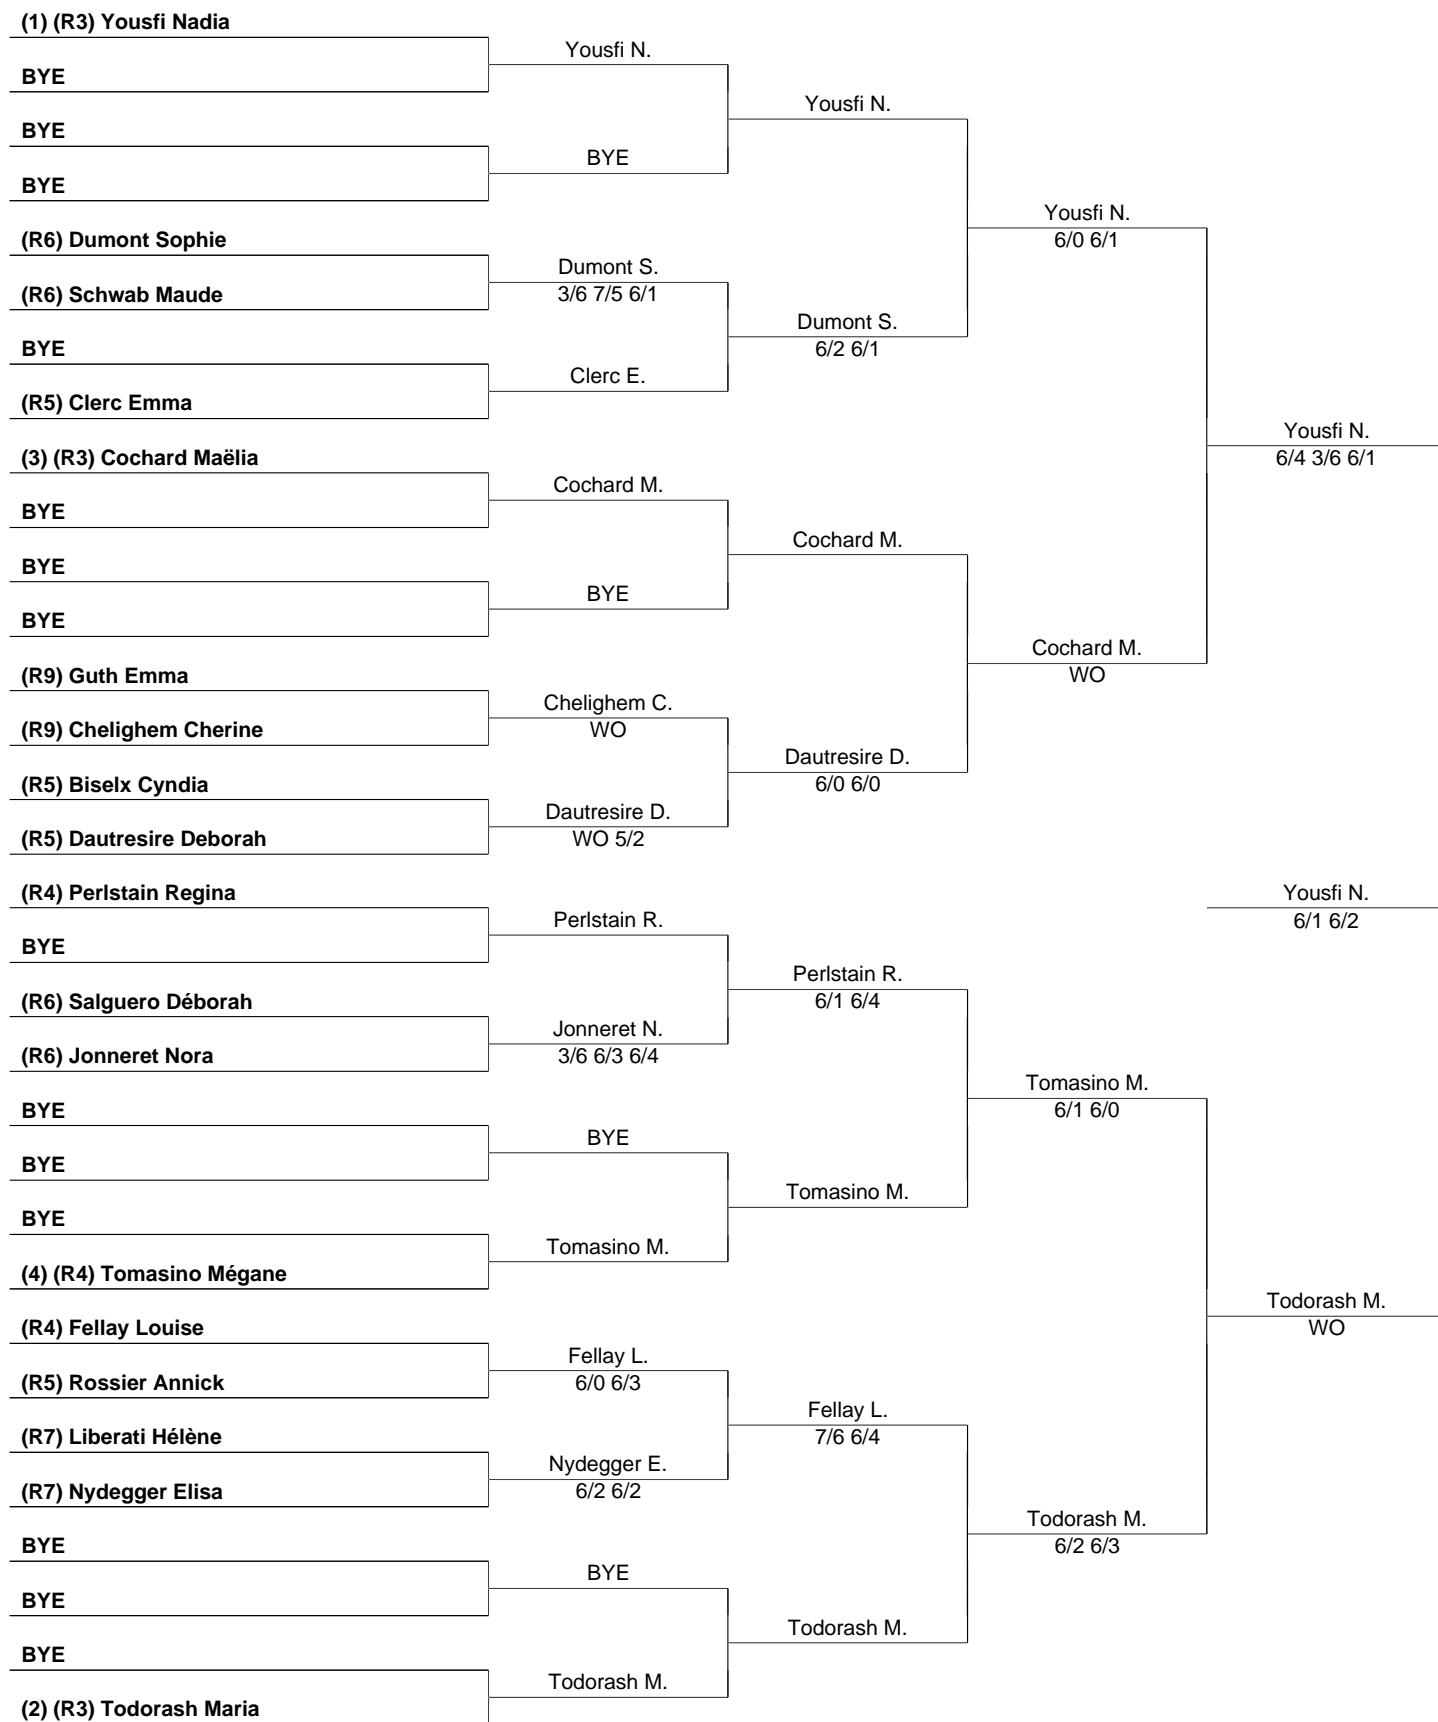 (1) (R3) Yousfi Nadia
Yousfi N.
BYE
Yousfi N.
BYE
BYE
BYE
Yousfi N.
6/0 6/1
(R6) Dumont Sophie
Dumont S.
3/6 7/5 6/1
(R6) Schwab Maude
Dumont S.
6/2 6/1
BYE
Clerc E.
(R5) Clerc Emma
Yousfi N.
6/4 3/6 6/1
(3) (R3) Cochard Maëlia
Cochard M.
BYE
Cochard M.
BYE
BYE
BYE
Cochard M.
WO
(R9) Guth Emma
Chelighem C.
WO
(R9) Chelighem Cherine
Dautresire D.
6/0 6/0
(R5) Biselx Cyndia
Dautresire D.
WO 5/2
(R5) Dautresire Deborah
(R4) Perlstain Regina
Yousfi N.
6/1 6/2
Perlstain R.
BYE
Perlstain R.
6/1 6/4
(R6) Salguero Déborah
Jonneret N.
3/6 6/3 6/4
(R6) Jonneret Nora
Tomasino M.
6/1 6/0
BYE
BYE
BYE
Tomasino M.
BYE
Tomasino M.
(4) (R4) Tomasino Mégane
Todorash M.
WO
(R4) Fellay Louise
Fellay L.
6/0 6/3
(R5) Rossier Annick
Fellay L.
7/6 6/4
(R7) Liberati Hélène
Nydegger E.
6/2 6/2
(R7) Nydegger Elisa
Todorash M.
6/2 6/3
BYE
BYE
BYE
Todorash M.
BYE
Todorash M.
(2) (R3) Todorash Maria